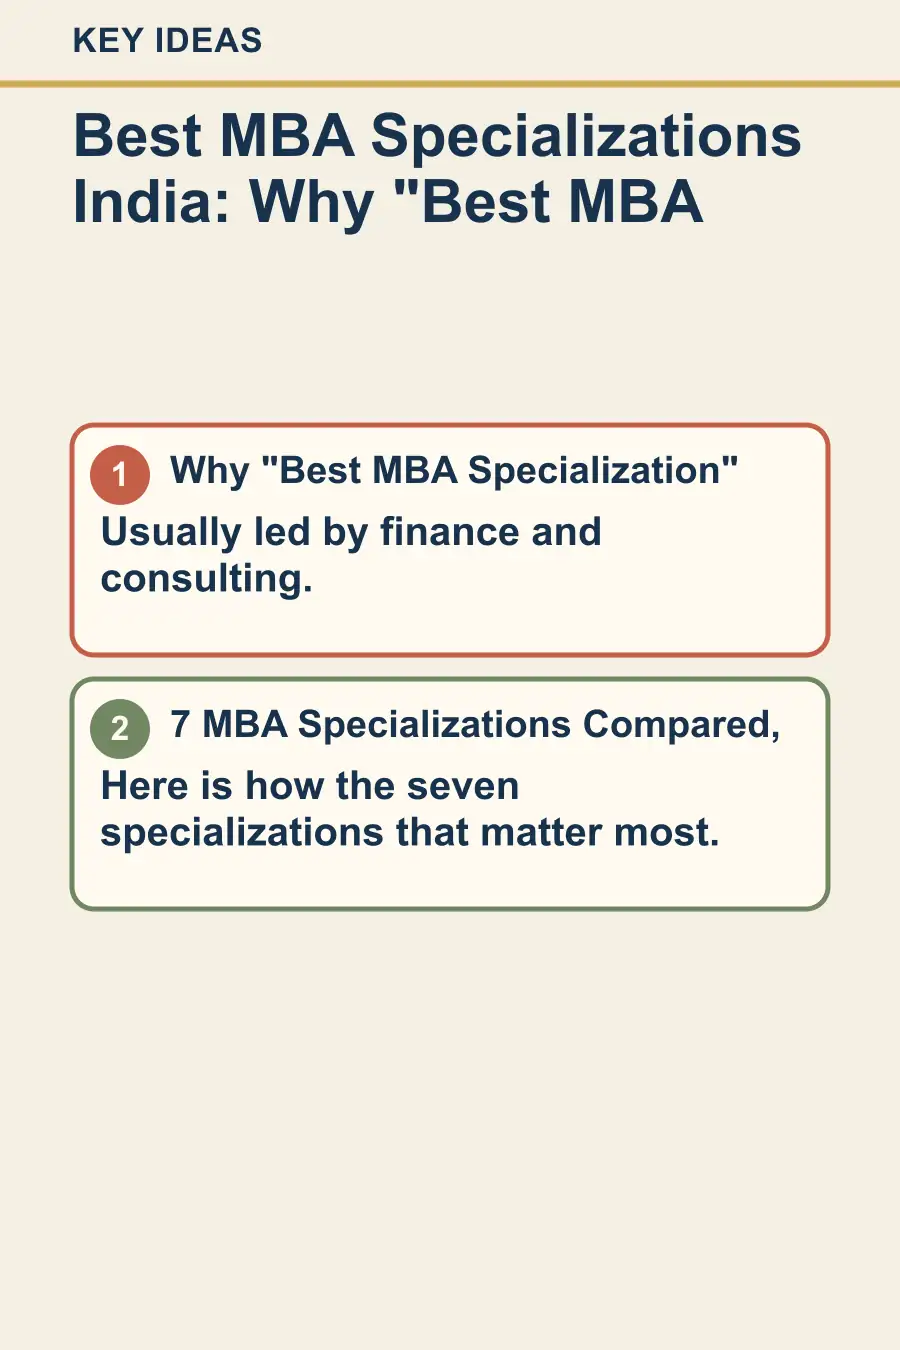 KEY IDEAS
Best MBA Specializations
India: Why "Best MBA
1 Why "Best MBA Specialization"
Usually led by finance and
consulting.
2 7 MBA Specializations Compared,
Here is how the seven
specializations that matter most.